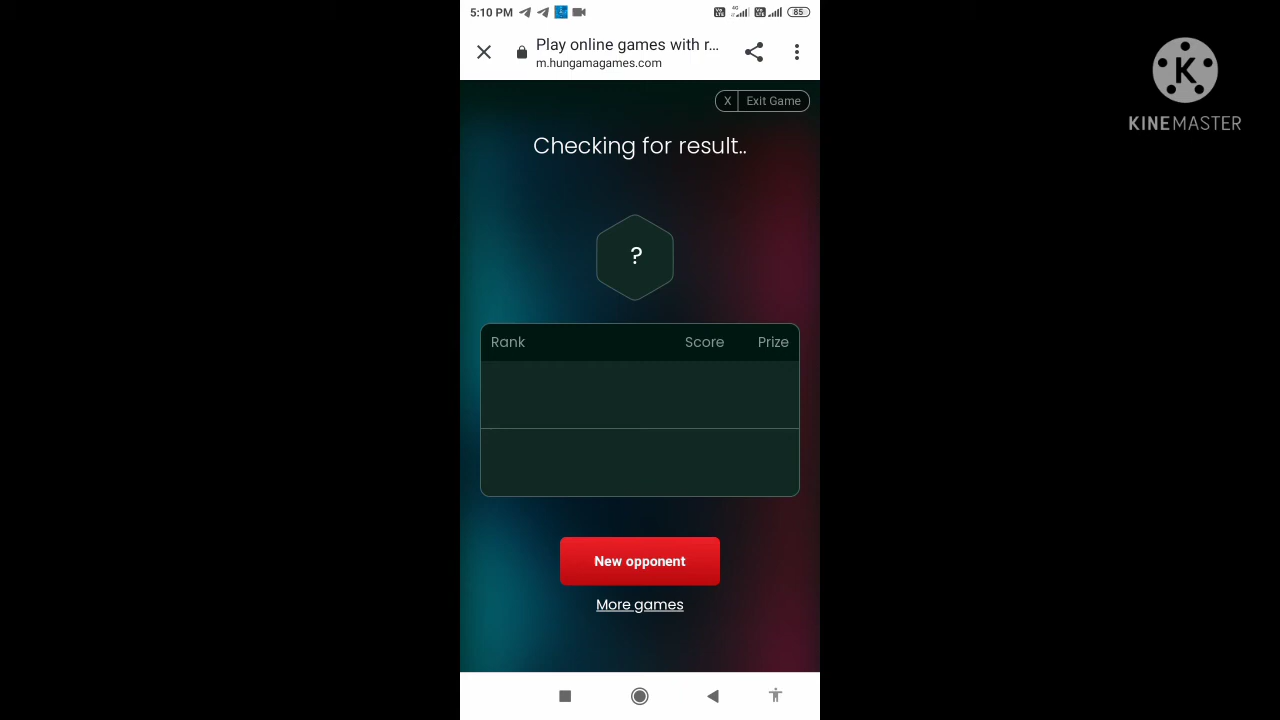 5:10 PM
85
Play online games with r...
m.hungamagames.com
X Exit Game
K
KINEMASTER
Checking for result..
?
Rank Score Prize
New opponent
More games